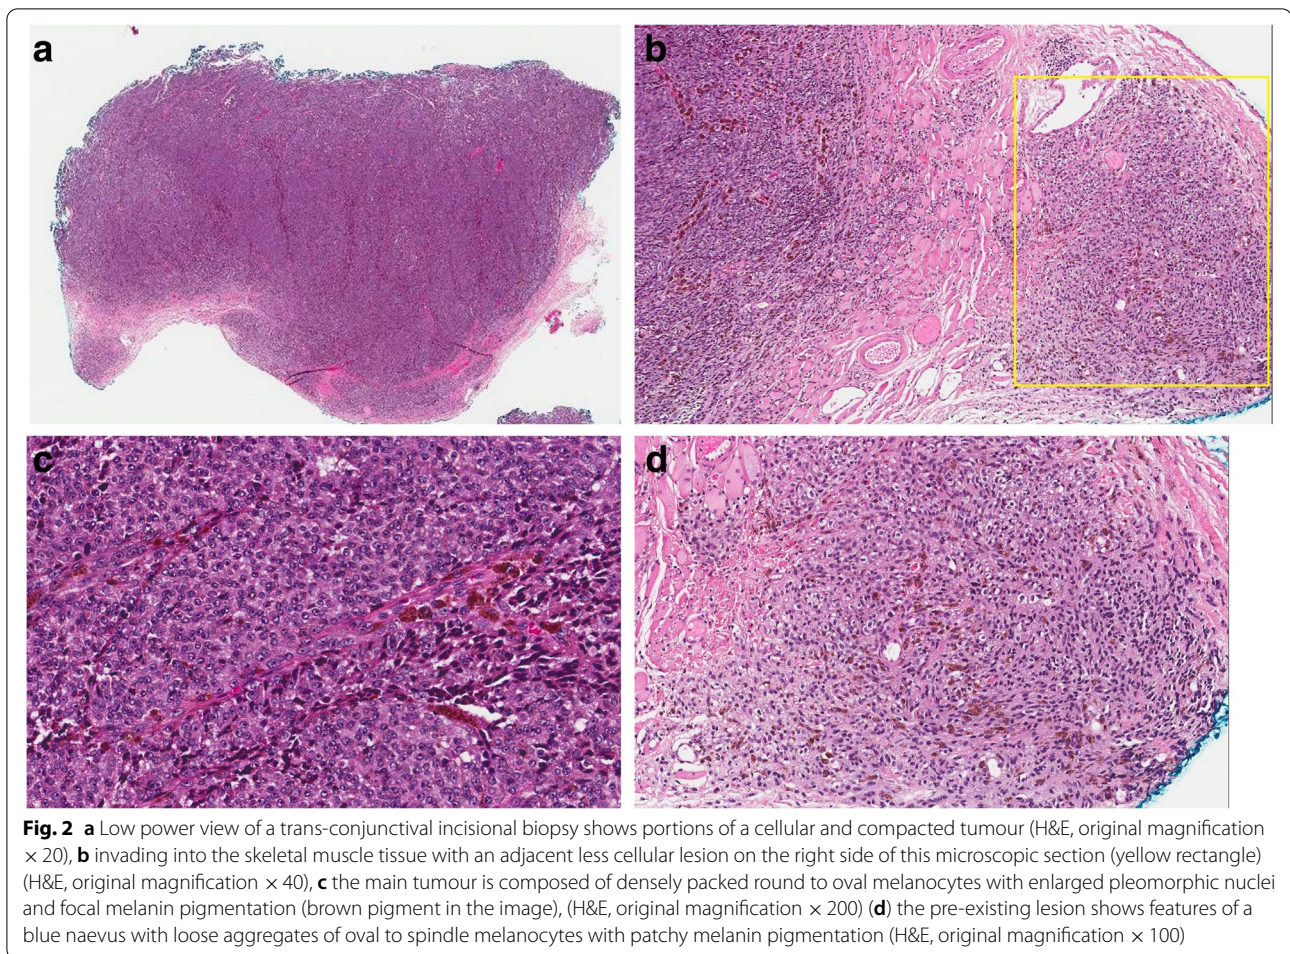 a
b
c
d
Fig. 2 a Low power view of a trans-conjunctival incisional biopsy shows portions of a cellular and compacted tumour (H&E, original magnification
× 20), b invading into the skeletal muscle tissue with an adjacent less cellular lesion on the right side of this microscopic section (yellow rectangle)
(H&E, original magnification × 40), c the main tumour is composed of densely packed round to oval melanocytes with enlarged pleomorphic nuclei
and focal melanin pigmentation (brown pigment in the image), (H&E, original magnification × 200) (d) the pre-existing lesion shows features of a
blue naevus with loose aggregates of oval to spindle melanocytes with patchy melanin pigmentation (H&E, original magnification × 100)